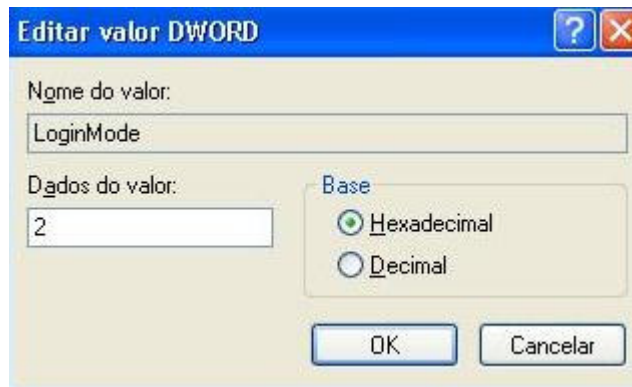 Editar valor DWORD
Nome do valor:
LoginMode
Dados do valor:
2
Base
Hexadecimal
Decimal
OK
Cancelar